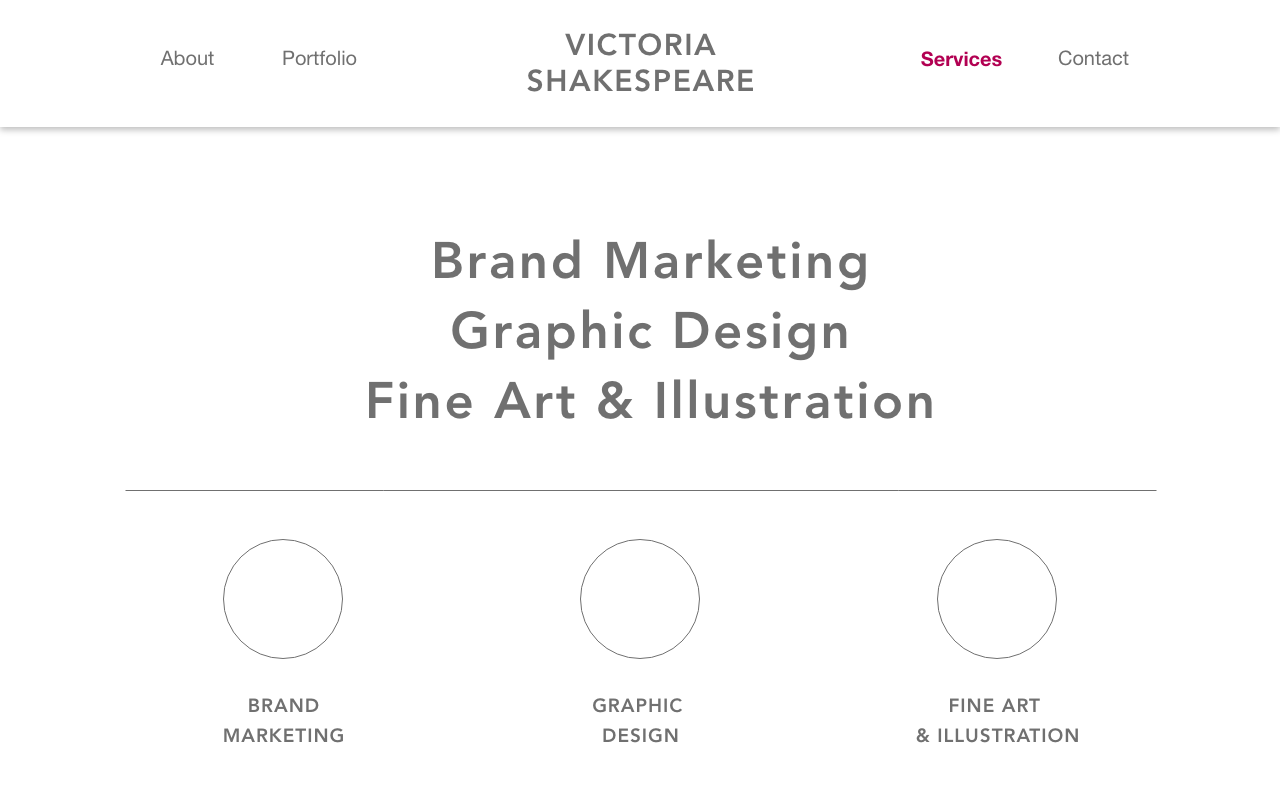 About
Portfolio
VICTORIA
SHAKESPEARE
Services
Contact
Brand Marketing
Graphic Design
Fine Art & Illustration
BRAND
MARKETING
GRAPHIC
DESIGN
FINE ART
& ILLUSTRATION